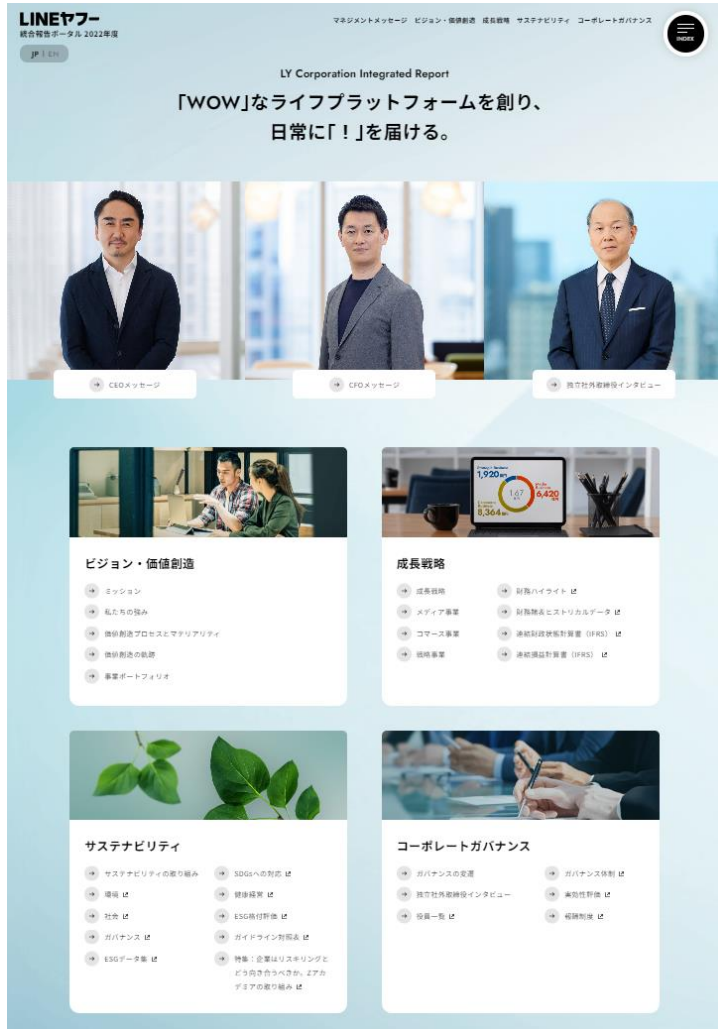 LINEヤフー
統合報告ポータル 2022年度
JP | EN
マネジメントメッセージ ビジョン・価値創造 成長戦略 サステナビリティ コーポレートガバナンス
INDEX
LY Corporation Integrated Report
「WOW」なライフプラットフォームを創り、
日常に「！」を届ける。
CEOメッセージ
CFOメッセージ
独立社外取締役インタビュー
1,920
167
6,420
8,364
ビジョン・価値創造
ミッション
私たちの強み
価値創造プロセスとマテリアリティ
価値創造の軌跡
事業ポートフォリオ
成長戦略
成長戦略
メディア事業
コマース事業
戦略事業
財務ハイライト
財務諸表ヒストリカルデータ
連結財政状態計算書（IFRS）
連結損益計算書（IFRS）
サステナビリティ
サステナビリティの取り組み
環境
社会
ガバナンス
ESGデータ集
SDGsへの対応
健康経営
ESG格付評価
ガイドライン対照表
特集：企業はリスキリングと
どう向き合うべきか。Zアカ
デミアの取り組み
コーポレートガバナンス
ガバナンスの変遷
独立社外取締役インタビュー
役員一覧
ガバナンス体制
実効性評価
報酬制度